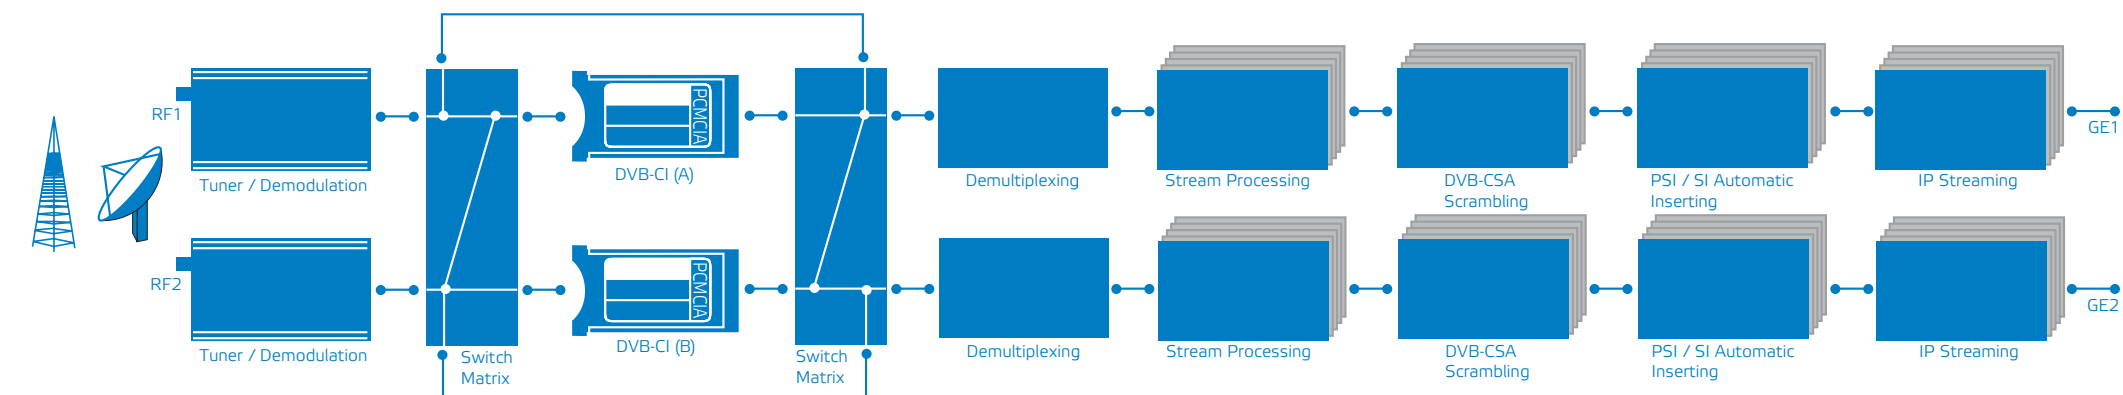 RF1
Tuner / Demodulation
PCMCIA
DVB-CI (A)
Demultiplexing
Stream Processing
DVB-CSA
Scrambling
PSI / SI Automatic
Inserting
IP Streaming
GE1
RF2
Tuner / Demodulation
Switch
Matrix
PCMCIA
DVB-CI (B)
Switch
Matrix
Demultiplexing
Stream Processing
DVB-CSA
Scrambling
PSI / SI Automatic
Inserting
IP Streaming
GE2